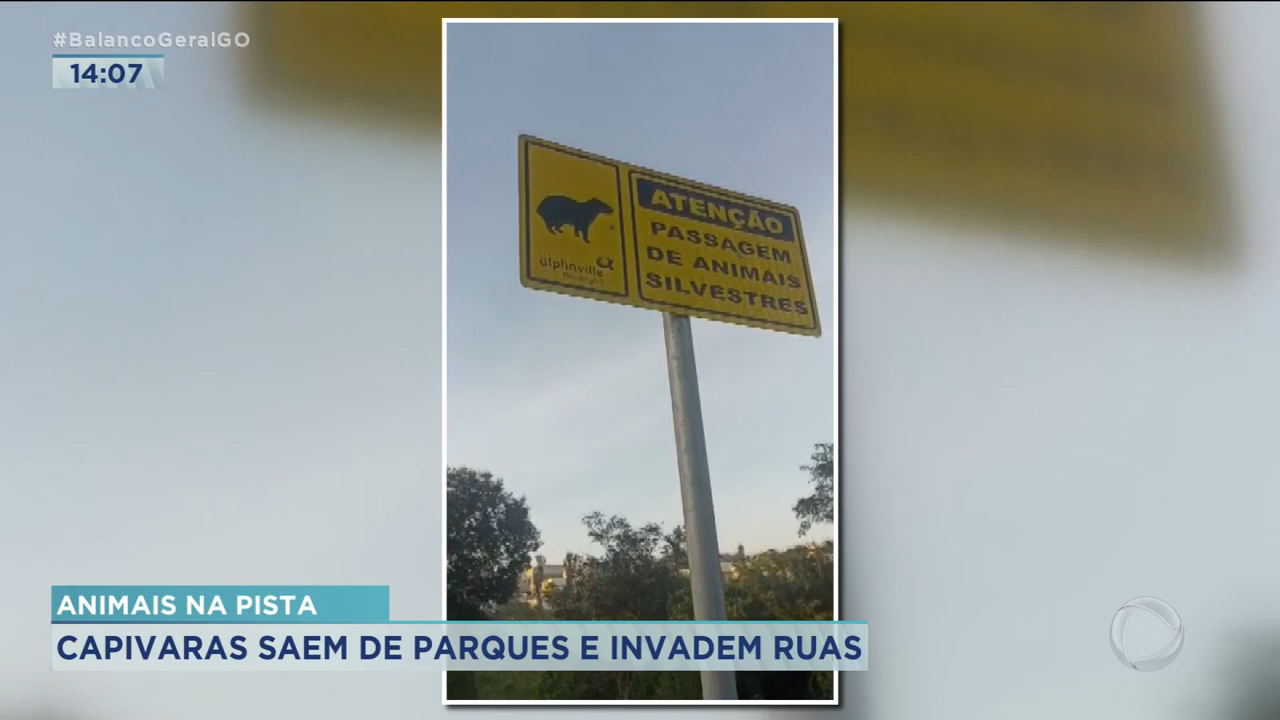 #BalancoGeralGO
14:07
ATENÇÃO
PASSAGEM
DE ANIMAIS
SILVESTRES
alphaville
ANIMAIS NA PISTA
CAPIVARAS SAEM DE PARQUES E INVADEM RUAS